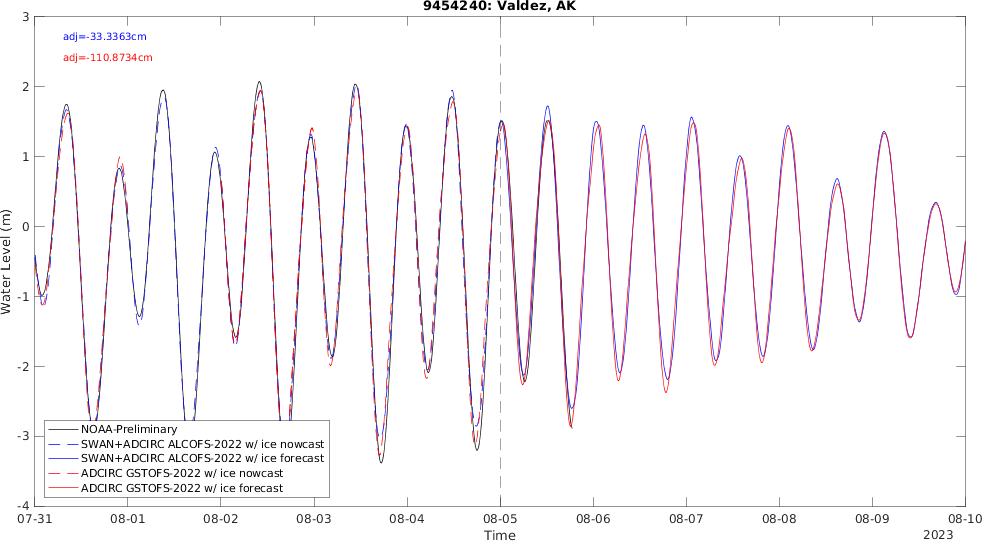 9454240: Valdez, AK
adj=-33.3363cm
adj=-110.8734cm
3
2
1
0
-1
-2
-3
-4
Water Level (m)
NOAA-Preliminary
SWAN+ADCIRC ALCOFS-2022 w/ ice nowcast
SWAN+ADCIRC ALCOFS-2022 w/ ice forecast
ADCIRC GSTOFS-2022 w/ ice nowcast
ADCIRC GSTOFS-2022 w/ ice forecast
07-31 08-01 08-02 08-03 08-04 08-05 08-06 08-07 08-08 08-09 08-10
Time
2023